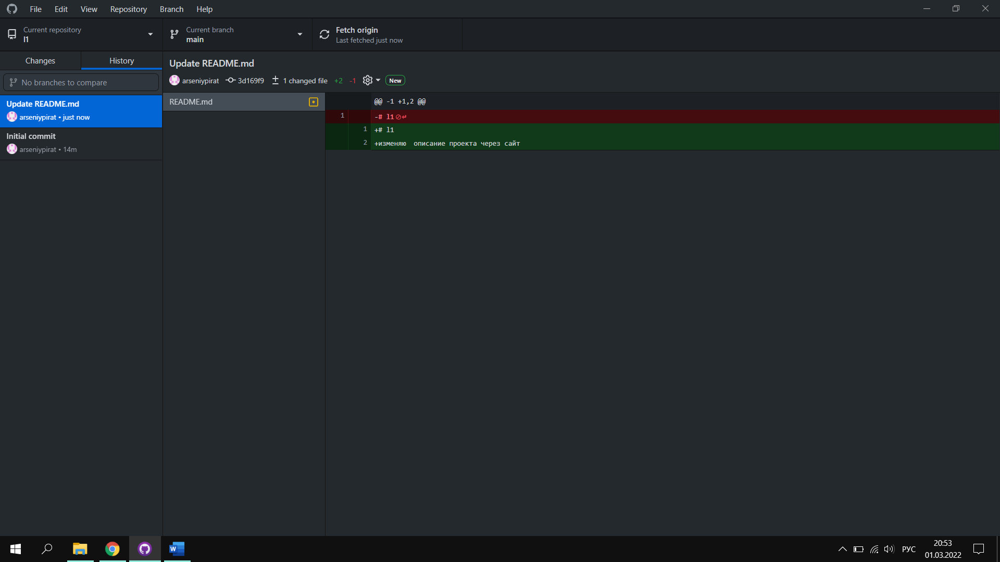 File Edit View Repository Branch Help
Current repository
l1
Current branch
main
Fetch origin
Last fetched just now
Changes
History
No branches to compare
Update README.md
arseniypirat • just now
Initial commit
arseniypirat • 14m
Update README.md
arseniypirat 3d169f9 1 changed file +2 -1 New
README.md
@@ -1 +1,2 @@
1 -# l1
1 +# l1
2 +изменяю  описание проекта через сайт
W
РУС
20:53
01.03.2022